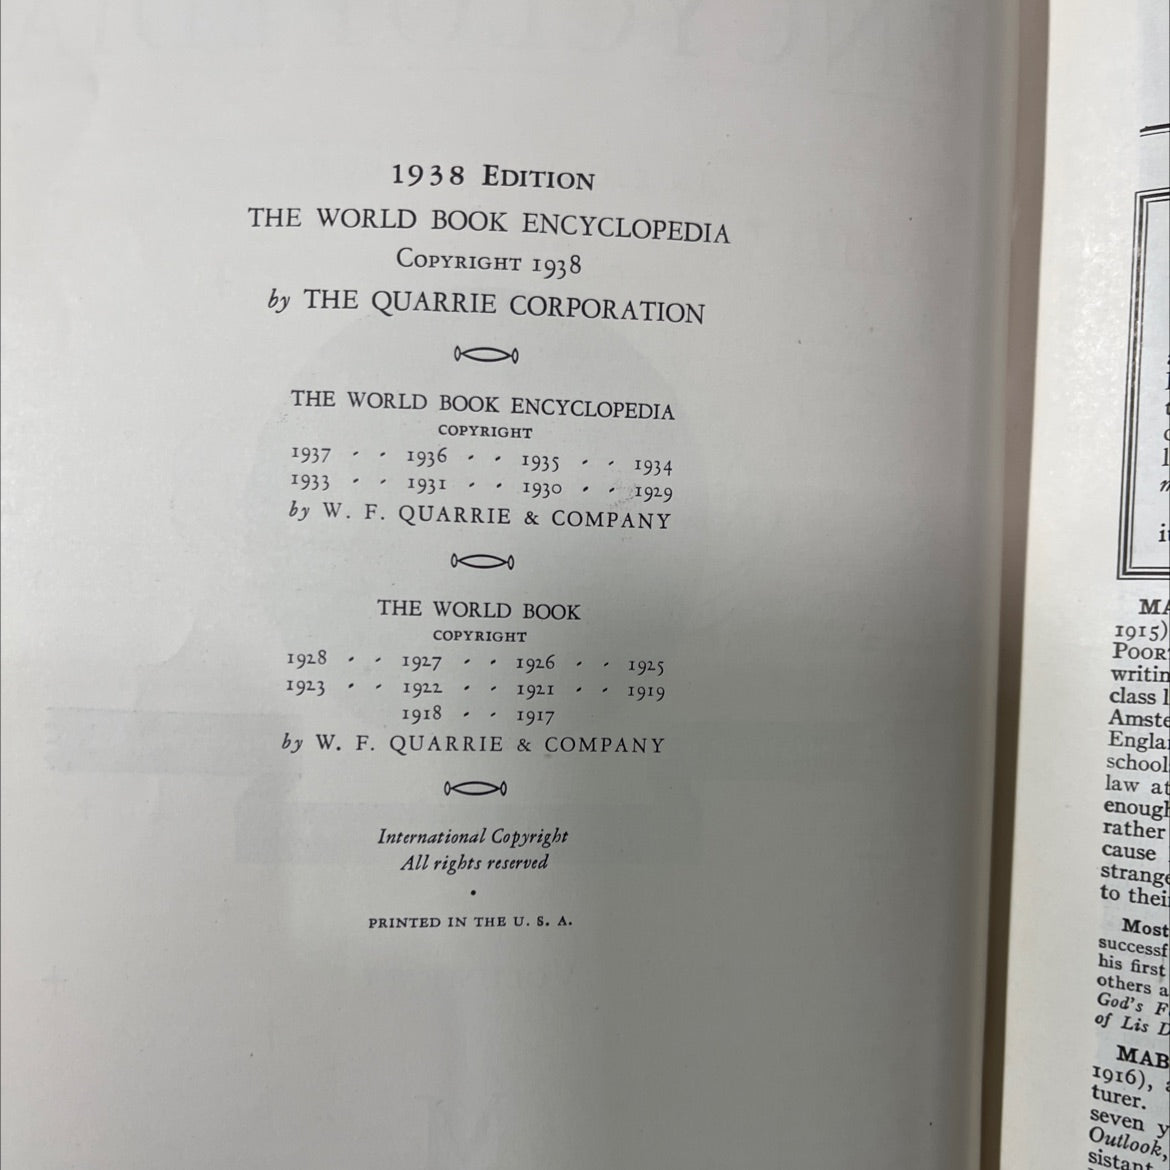 1938 EDITION
THE WORLD BOOK ENCYCLOPEDIA
COPYRIGHT 1938
by THE QUARRIE CORPORATION
THE WORLD BOOK ENCYCLOPEDIA
COPYRIGHT
1937 · · 1936 · · 1935 · · 1934
1933 · · 1931 · · 1930 · · 1929
by W. F. QUARRIE & COMPANY
THE WORLD BOOK
COPYRIGHT
1928 · · 1927 · · 1926 · · 1925
1923 · · 1922 · · 1921 · · 1919
1918 · · 1917
by W. F. QUARRIE & COMPANY
International Copyright
All rights reserved
·
PRINTED IN THE U. S. A.
1915)
writin
class l
Amste
Engla
school
law at
enough
rather
cause
strange
to thei
Most
successf
his first
others a
God's F
of Lis D
MAB
1916),
turer.
seven y
Outlook,
sistant